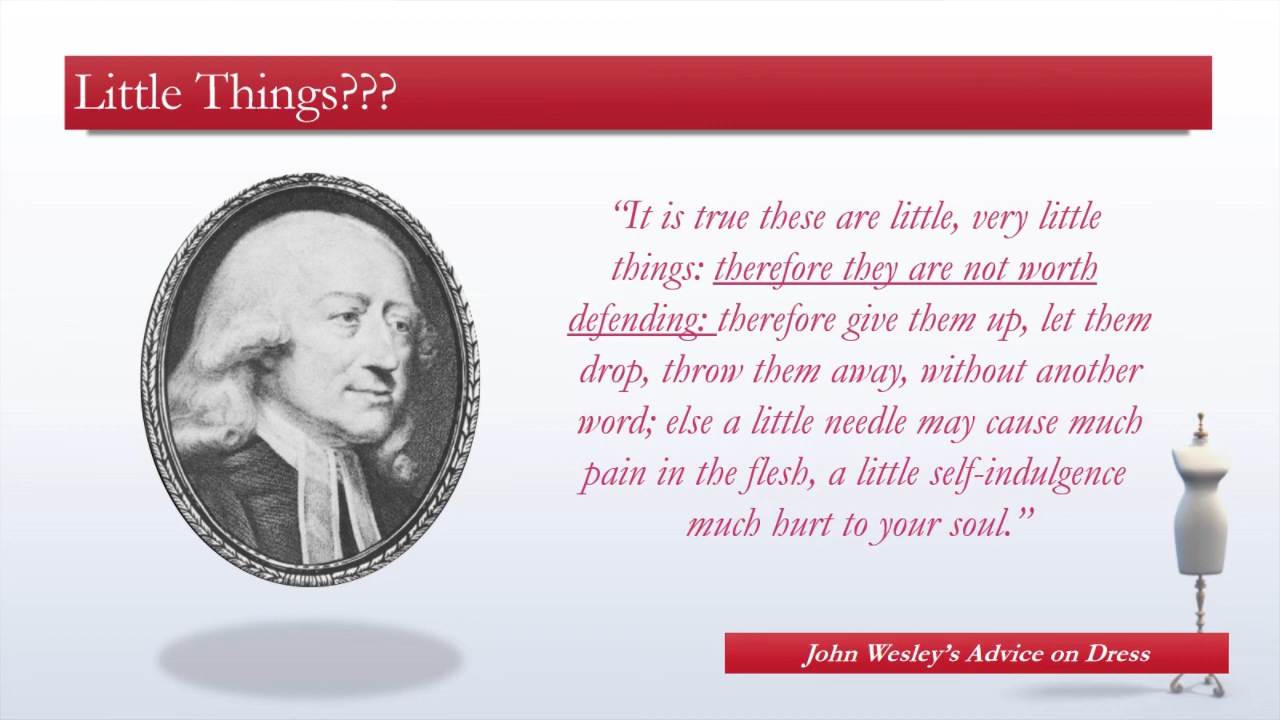 Little Things???
“It is true these are little, very little
things: therefore they are not worth
defending: therefore give them up, let them
drop, throw them away, without another
word; else a little needle may cause much
pain in the flesh, a little self-indulgence
much hurt to your soul.”
John Wesley’s Advice on Dress